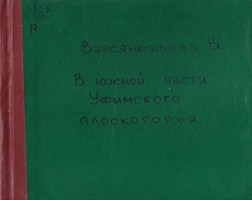 Варсанофьева В
В южной части
Уфимского
плоскогорья